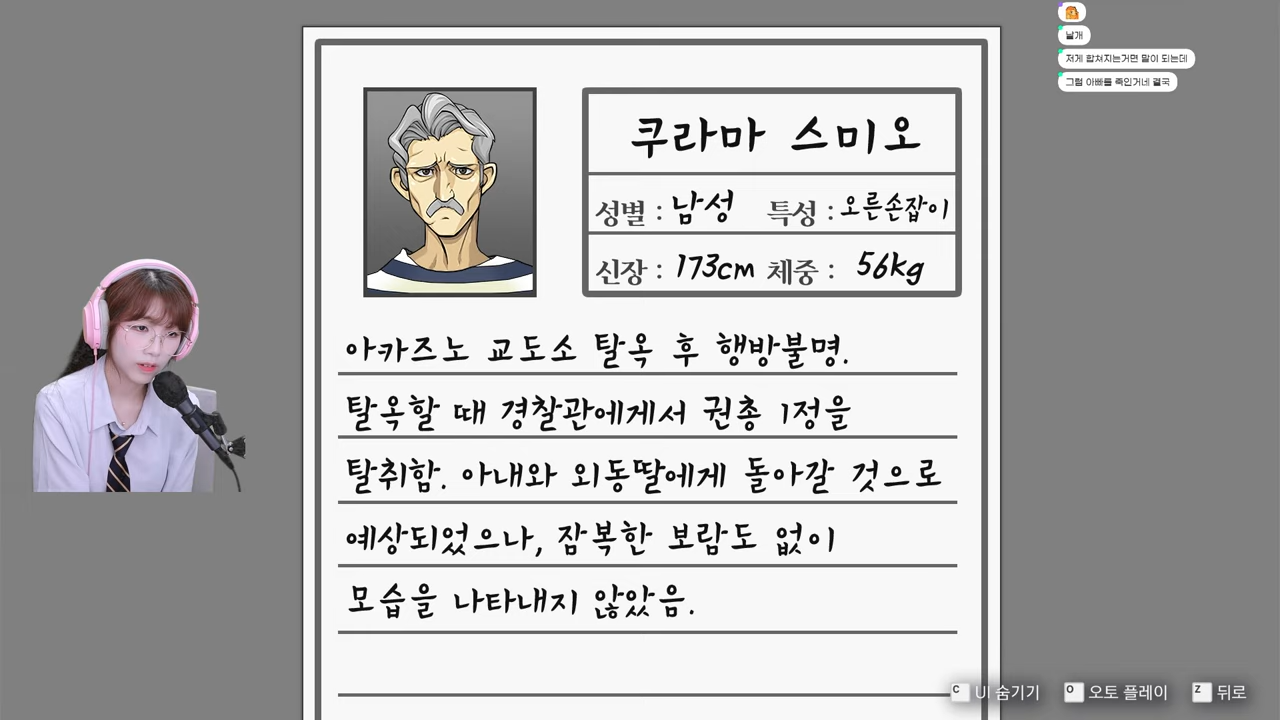 날개
저게 합쳐지는거면 말이 되는데
그럼 아빠를 죽인거네 결국
쿠라마 스미오
성별 : 남성 특성 : 오른손잡이
신장 : 173cm 체중 : 56kg
아카즈노 교도소 탈옥 후 행방불명.
탈옥할 때 경찰관에게서 권총 1정을
탈취함. 아내와 외동딸에게 돌아갈 것으로
예상되었으나, 잠복한 보람도 없이
모습을 나타내지 않았음.
C UI 숨기기 O 오토 플레이 Z 뒤로